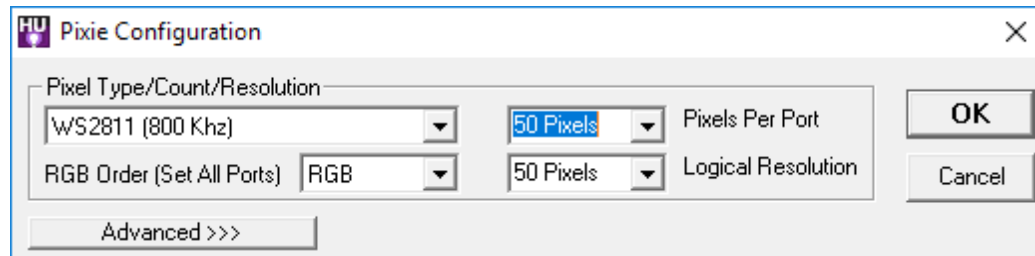 HU Pixie Configuration
Pixel Type/Count/Resolution
WS2811 (800 Khz) 50 Pixels Pixels Per Port OK
RGB Order (Set All Ports) RGB 50 Pixels Logical Resolution Cancel
Advanced >>>